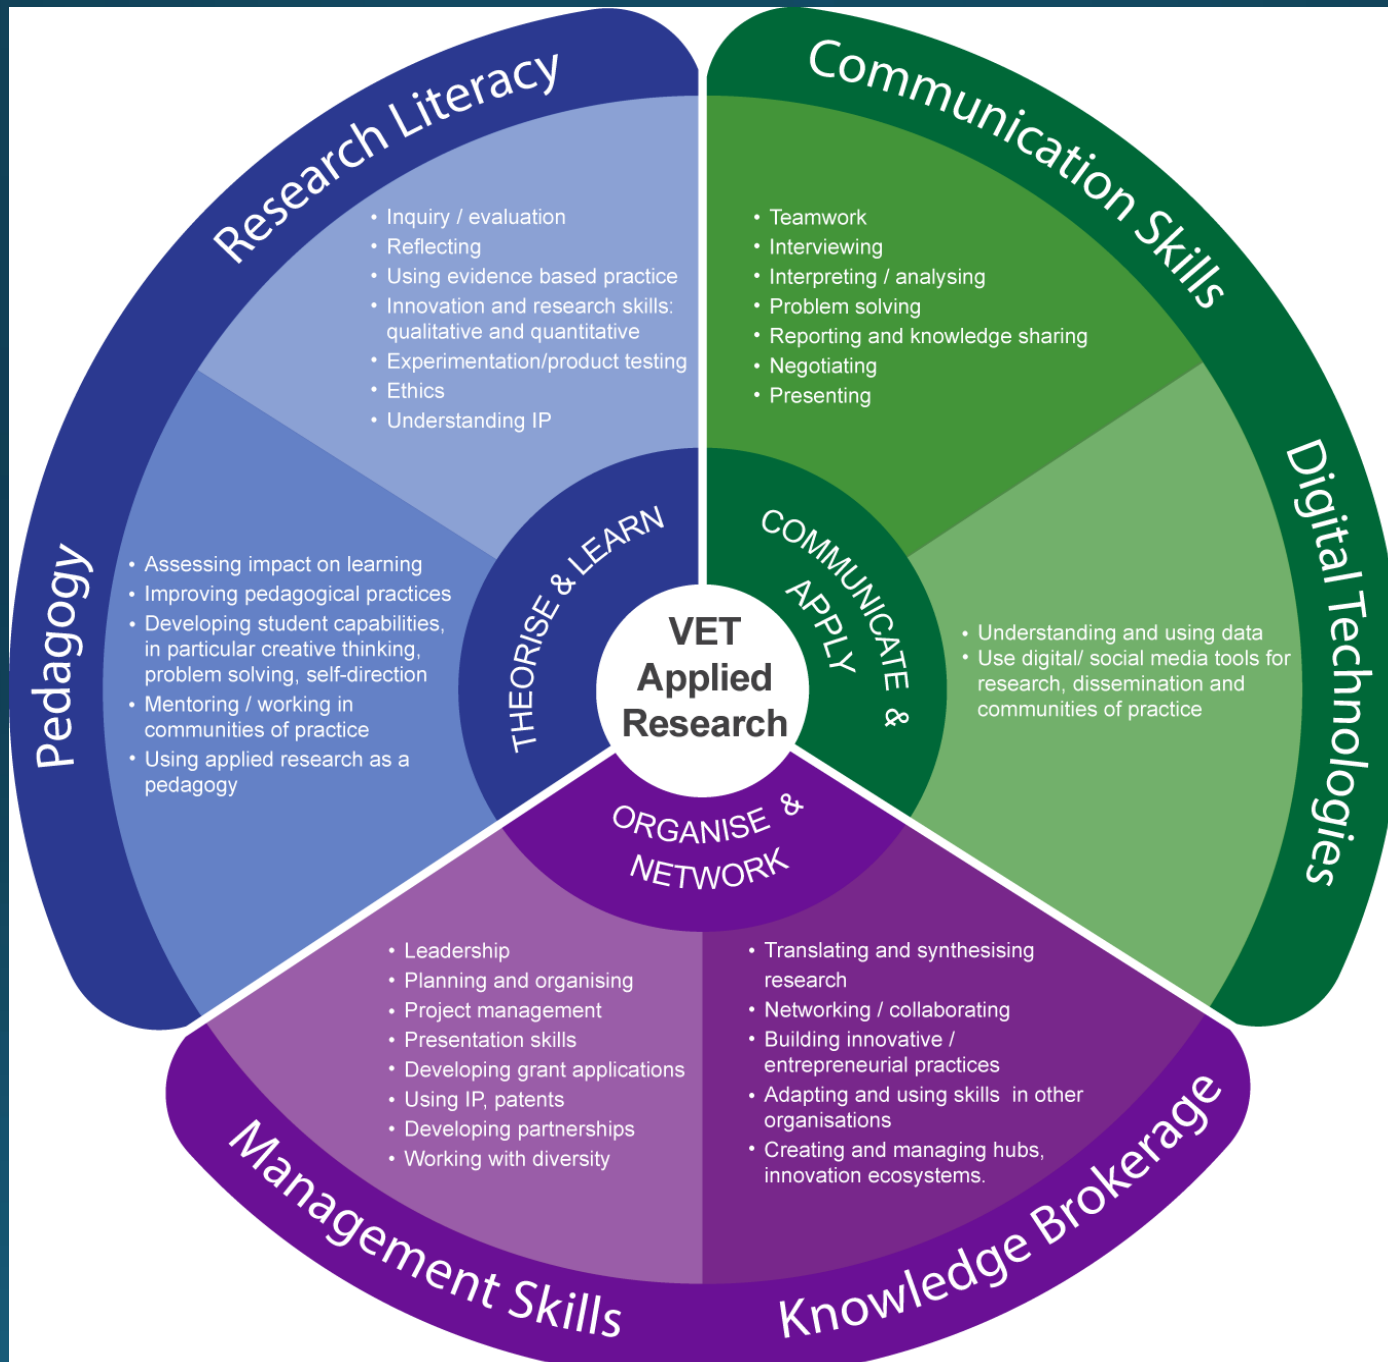 Research Literacy
• Inquiry / evaluation
• Reflecting
• Using evidence based practice
• Innovation and research skills:
qualitative and quantitative
• Experimentation/product testing
• Ethics
• Understanding IP
Communication Skills
• Teamwork
• Interviewing
• Interpreting / analysing
• Problem solving
• Reporting and knowledge sharing
• Negotiating
• Presenting
Pedagogy
• Assessing impact on learning
• Improving pedagogical practices
• Developing student capabilities,
in particular creative thinking,
problem solving, self-direction
• Mentoring / working in
communities of practice
• Using applied research as a
pedagogy
THEORISE & LEARN
VET
Applied
Research
COMMUNICATE &
APPLY
Digital Technologies
• Understanding and using data
• Use digital/ social media tools for
research, dissemination and
communities of practice
ORGANISE &
NETWORK
Management Skills
• Leadership
• Planning and organising
• Project management
• Presentation skills
• Developing grant applications
• Using IP, patents
• Developing partnerships
• Working with diversity
Knowledge Brokerage
• Translating and synthesising
research
• Networking / collaborating
• Building innovative /
entrepreneurial practices
• Adapting and using skills  in other
organisations
• Creating and managing hubs,
innovation ecosystems.